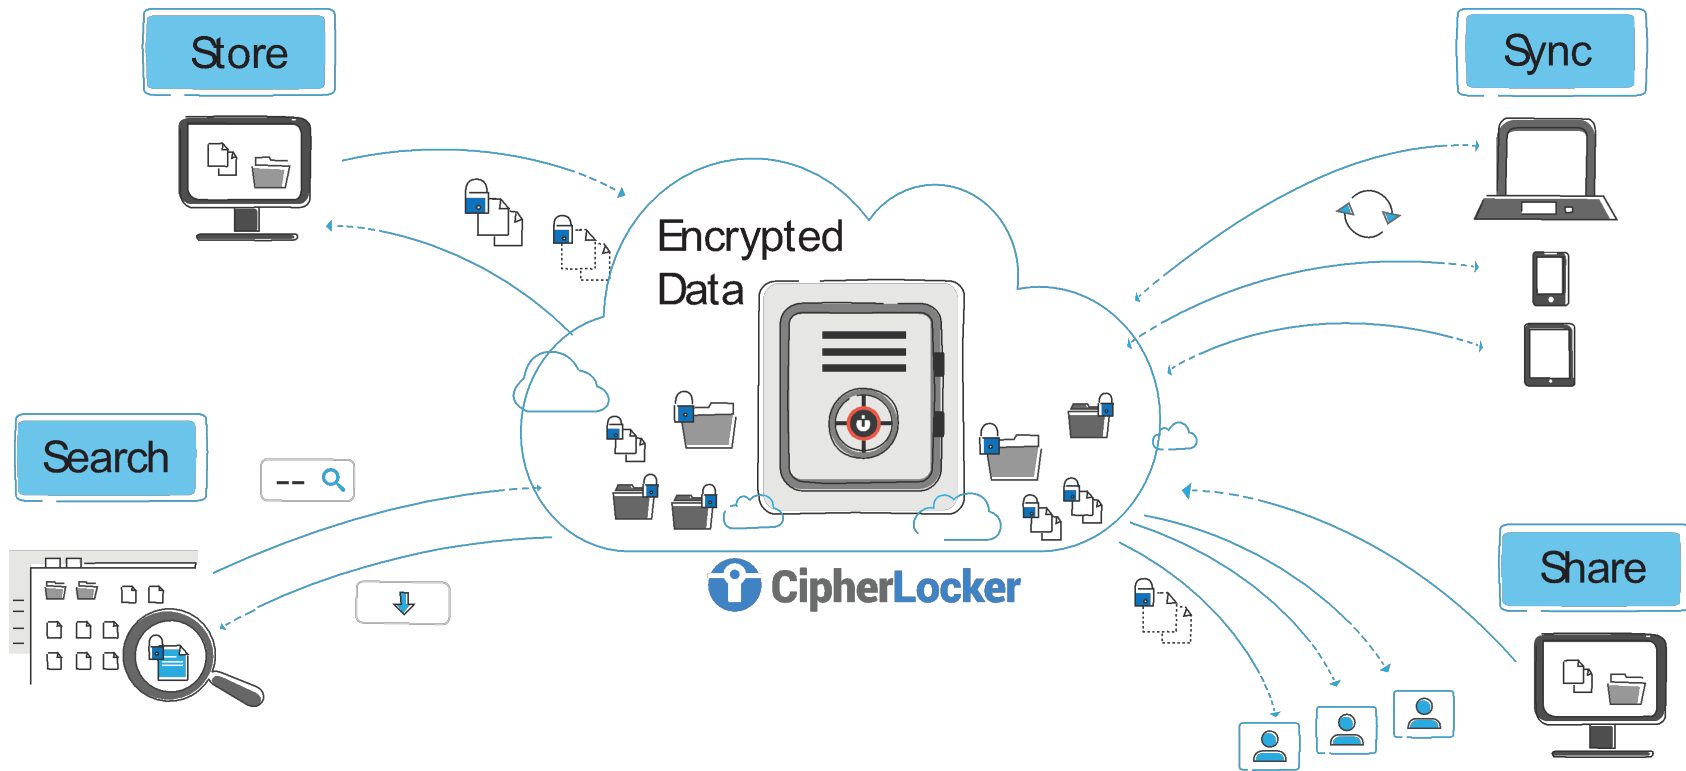 Store
Sync
Encrypted
Data
Search
CipherLocker
Share